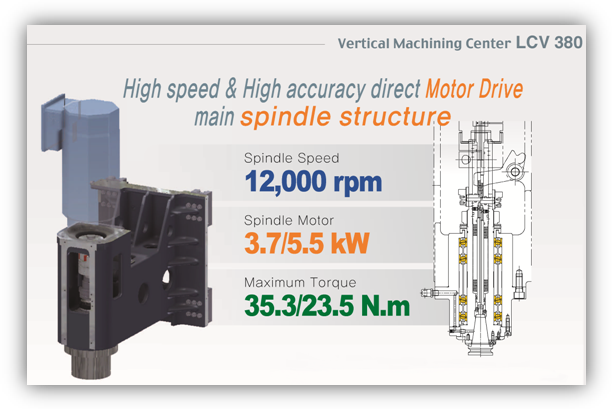 Vertical Machining Center LCV 380
High speed & High accuracy direct Motor Drive
main spindle structure
Spindle Speed
12,000 rpm
Spindle Motor
3.7/5.5 kW
Maximum Torque
35.3/23.5 N.m